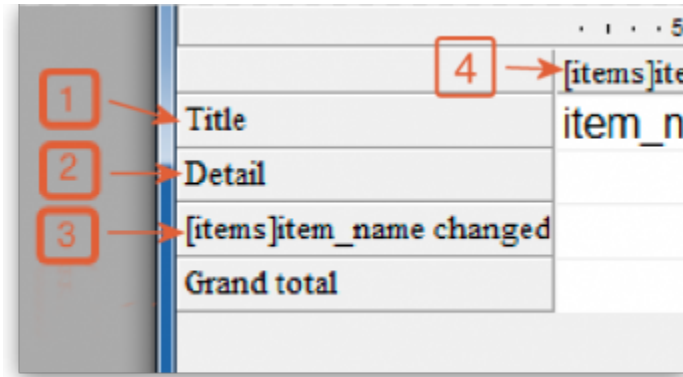 5
4 [items]ite
1 Title item_n
2 Detail
3 [items]item_name changed
Grand total